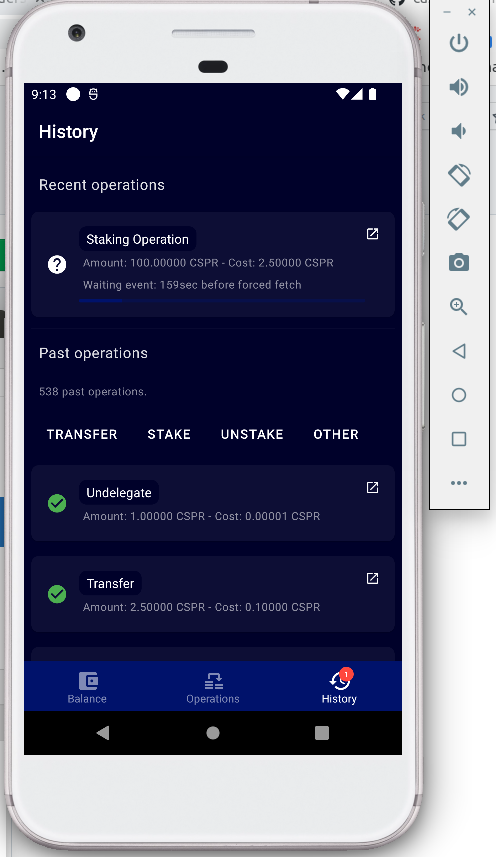 9:13
History
Recent operations
Staking Operation
Amount: 100.00000 CSPR - Cost: 2.50000 CSPR
Waiting event: 159sec before forced fetch
Past operations
538 past operations.
TRANSFER STAKE UNSTAKE OTHER
Undelegate
Amount: 1.00000 CSPR - Cost: 0.00001 CSPR
Transfer
Amount: 2.50000 CSPR - Cost: 0.10000 CSPR
1
Balance Operations History